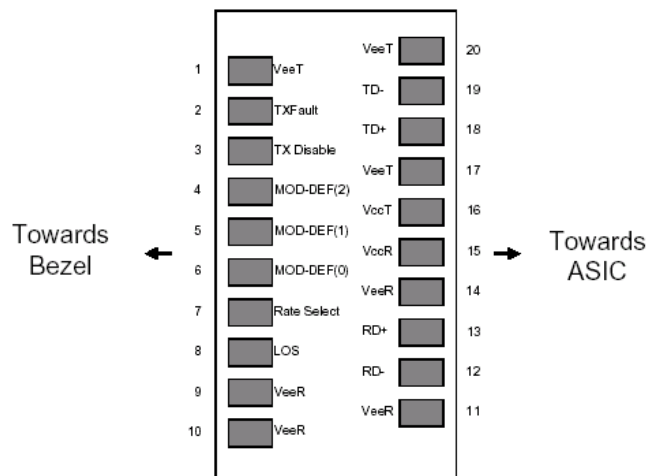 VeeT 20
1 VeeT
TD- 19
2 TXFault
TD+ 18
3 TX Disable
VeeT 17
4 MOD-DEF(2)
VccT 16
5 MOD-DEF(1)
Towards Bezel
VccR 15
Towards ASIC
6 MOD-DEF(0)
VeeR 14
7 Rate Select
RD+ 13
8 LOS
RD- 12
9 VeeR
VeeR 11
10 VeeR